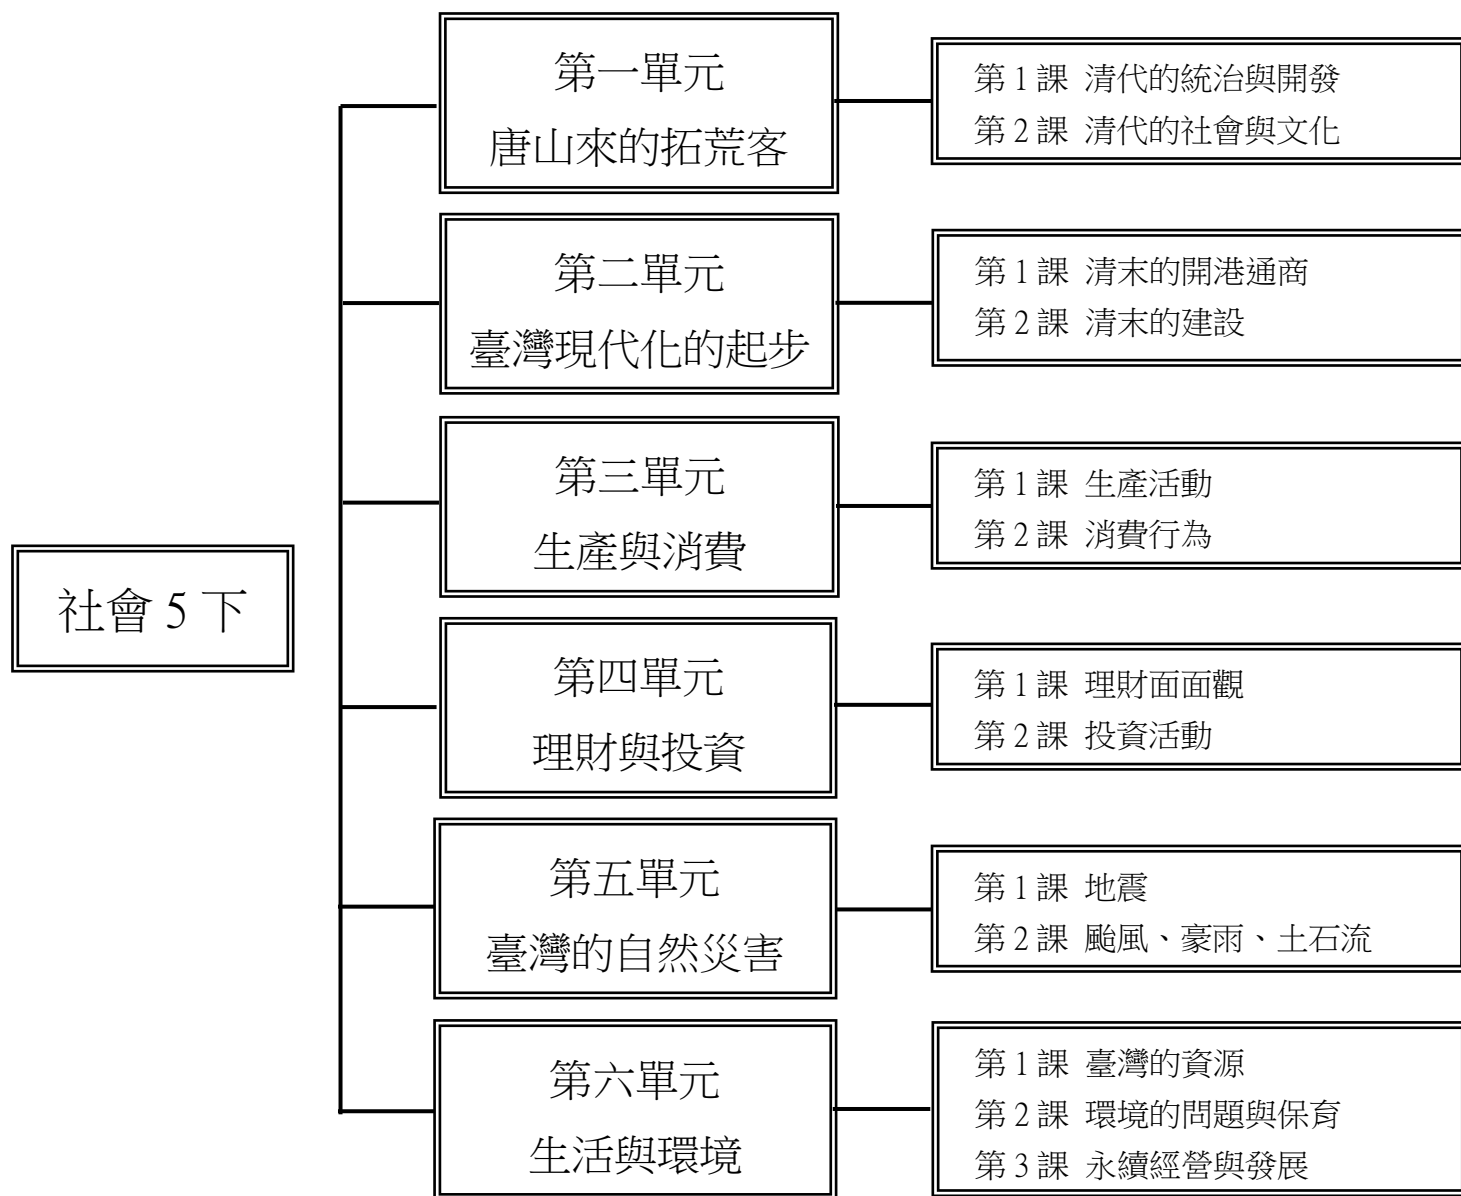 社會 5 下
第一單元
唐山來的拓荒客
第 1 課 清代的統治與開發
第 2 課 清代的社會與文化
第二單元
臺灣現代化的起步
第 1 課 清末的開港通商
第 2 課 清末的建設
第三單元
生產與消費
第 1 課 生產活動
第 2 課 消費行為
第四單元
理財與投資
第 1 課 理財面面觀
第 2 課 投資活動
第五單元
臺灣的自然災害
第 1 課 地震
第 2 課 颱風、豪雨、土石流
第六單元
生活與環境
第 1 課 臺灣的資源
第 2 課 環境的問題與保育
第 3 課 永續經營與發展